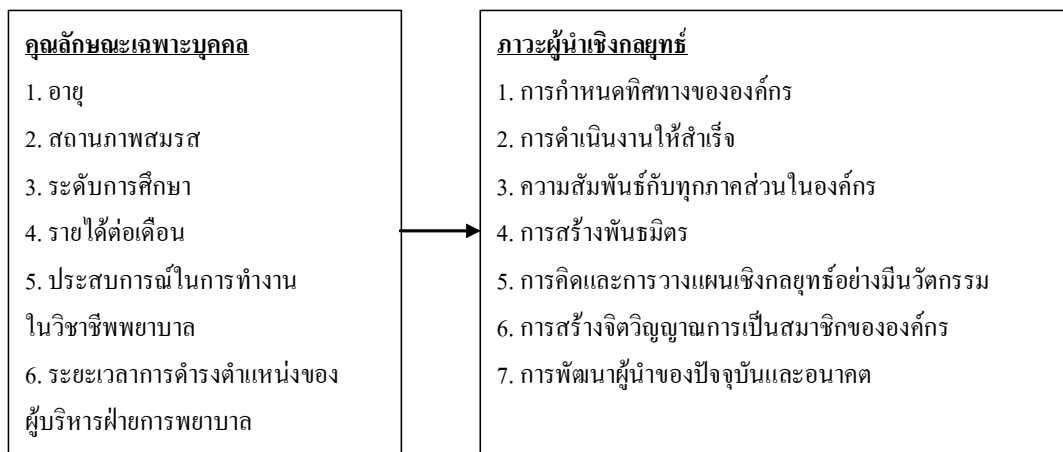 คุณลักษณะเฉพาะบุคคล
1. อายุ
2. สถานภาพสมรส
3. ระดับการศึกษา
4. รายได้ต่อเดือน
5. ประสบการณ์ในการทำงาน
ในวิชาชีพพยาบาล
6. ระยะเวลาการดำรงตำแหน่งของ
ผู้บริหารฝ่ายการพยาบาล
ภาวะผู้นำเชิงกลยุทธ์
1. การกำหนดทิศทางขององค์กร
2. การดำเนินงานให้สำเร็จ
3. ความสัมพันธ์กับทุกภาคส่วนในองค์กร
4. การสร้างพันธมิตร
5. การคิดและการวางแผนเชิงกลยุทธ์อย่างมีนวัตกรรม
6. การสร้างจิตวิญญาณการเป็นสมาชิกขององค์กร
7. การพัฒนาผู้นำของปัจจุบันและอนาคต